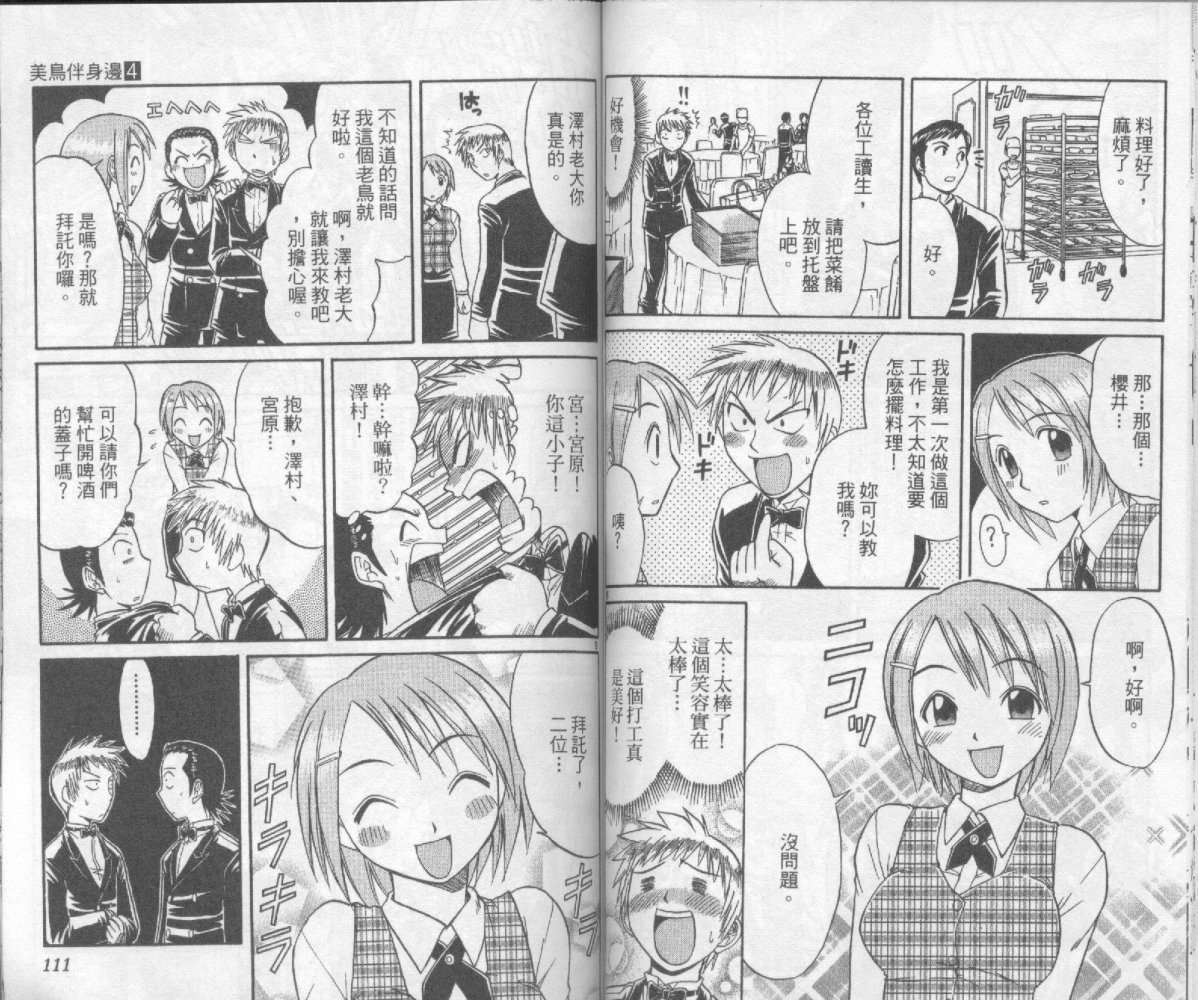 料理好了，
麻煩了。
ガラ
好。
ガラ
ガラ
各位工讀生，
請把菜餚
放到托盤
上吧。
!!
好機會！
那…那個…
櫻井…
？
我是第一次做這個
工作，不太知道要
怎麼擺料理！
妳可以教
我嗎？
ドキ
ドキ
咦？
啊，好啊。
ニコッ
沒問題。
太…太棒了！
這個笑容實在
太棒了…
這個打工真
是美好！
美鳥伴身邊4
澤村老大你
真是的。
はっ
不知道的話問
我這個老鳥就
好啦。
啊，澤村老大
就讓我來教吧
，別擔心喔。
エヘヘヘ
是嗎？那就
拜託你囉。
宮…宮原！
你這小子！
幹…幹嘛啦？
澤村！
抱歉，澤村、
宮原…
可以請你們
幫忙開啤酒
的蓋子嗎？
拜託了，
二位…
キラ
キラ
キラ
…………
111